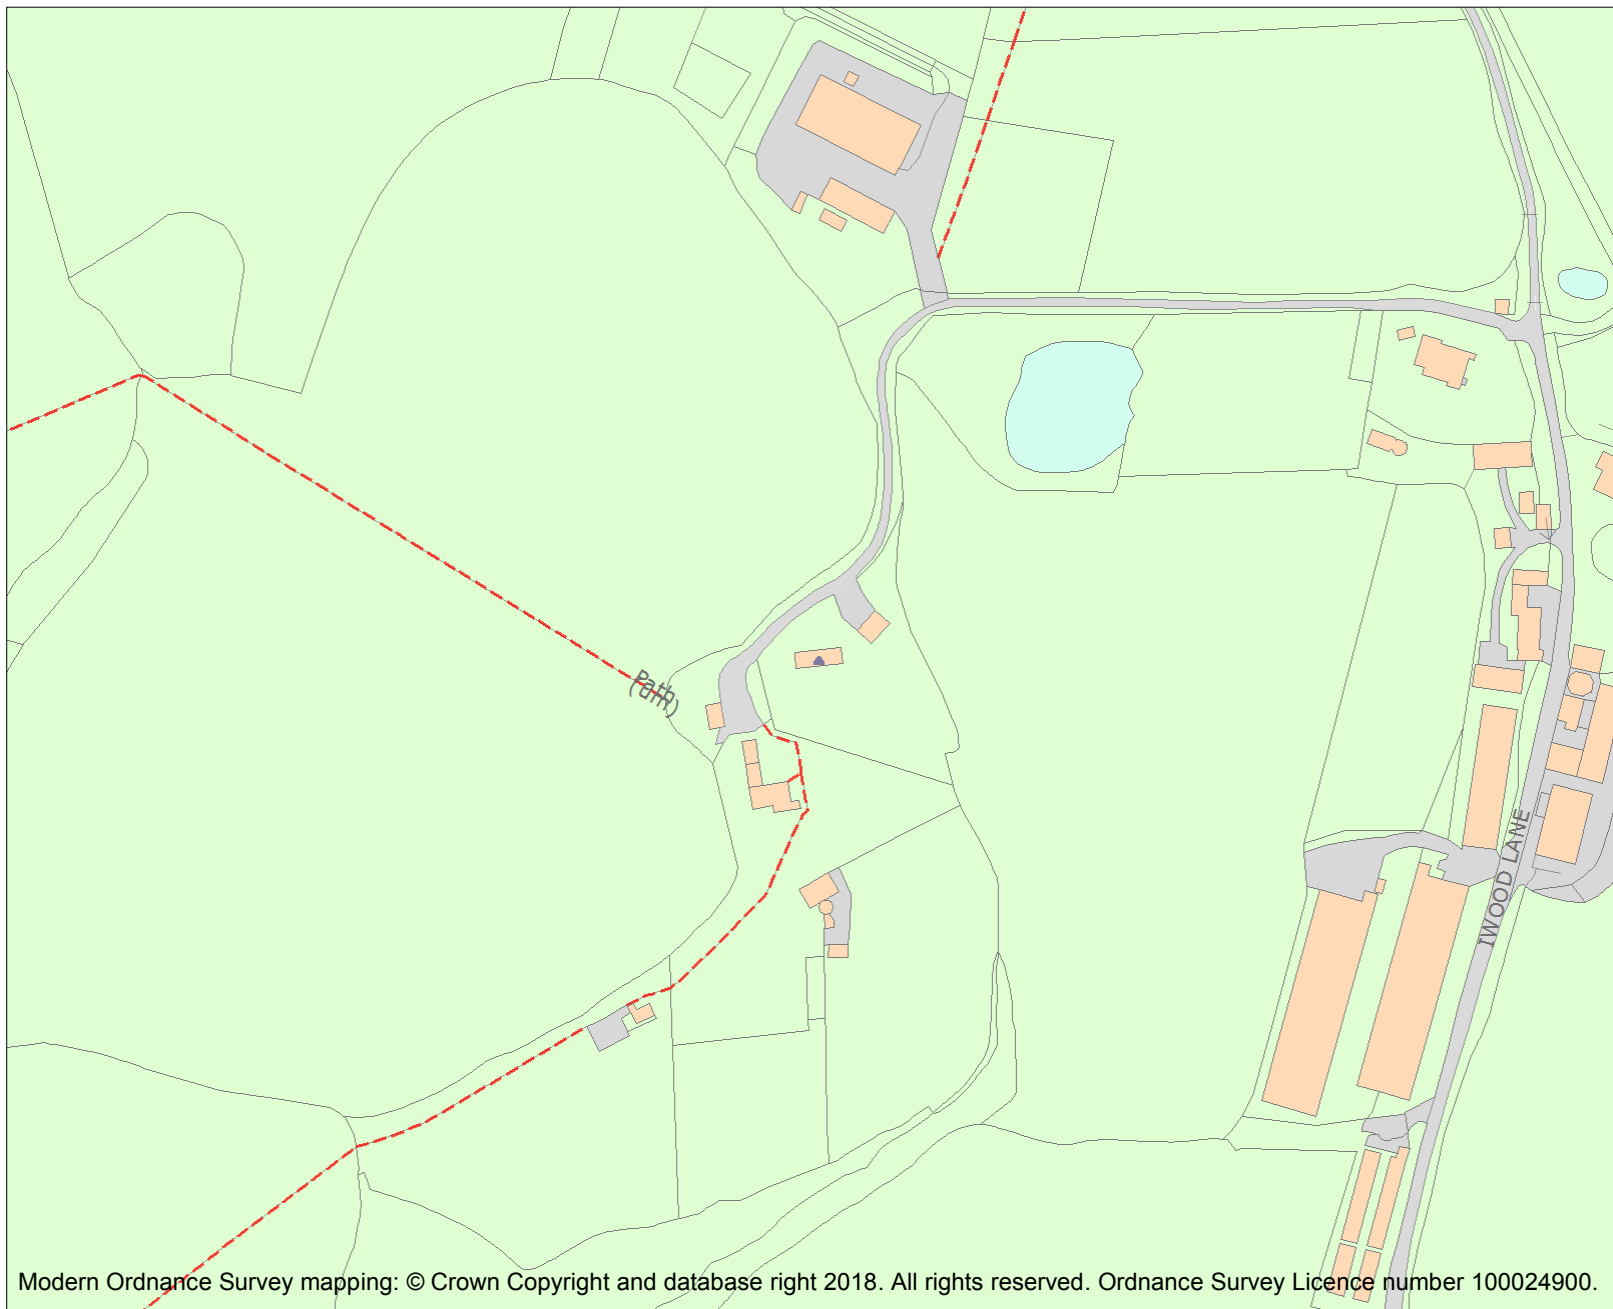 Path
(um)
IWOOD LANE
Modern Ordnance Survey mapping: © Crown Copyright and database right 2018. All rights reserved. Ordnance Survey Licence number 100024900.